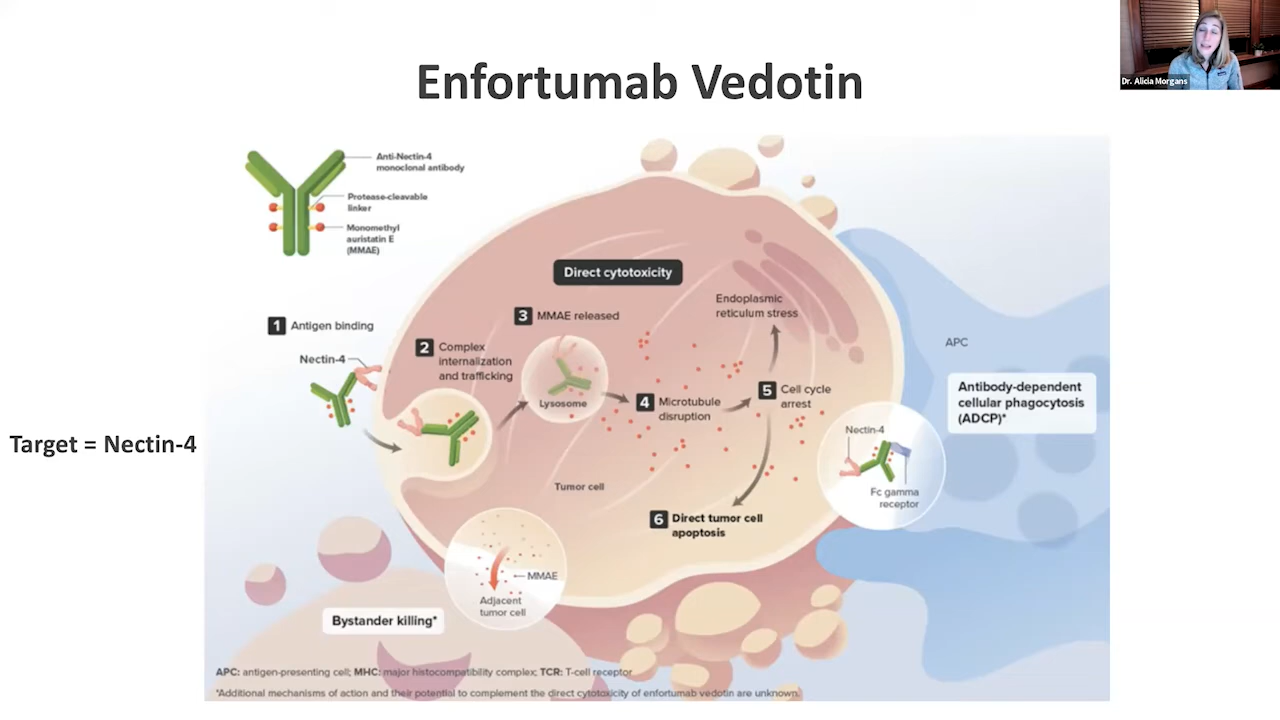 Enfortumab Vedotin
Dr. Alicia Morgans
Anti-Nectin-4
monoclonal antibody
Protease-cleavable
linker
Monomethyl
auristatin E
(MMAE)
Direct cytotoxicity
1 Antigen binding
Nectin-4
2 Complex
internalization
and trafficking
3 MMAE released
Lysosome
4 Microtubule
disruption
Endoplasmic
reticulum stress
5 Cell cycle
arrest
6 Direct tumor cell
apoptosis
Tumor cell
APC
Antibody-dependent
cellular phagocytosis
(ADCP)*
Nectin-4
Fc gamma
receptor
Target = Nectin-4
MMAE
Adjacent
tumor cell
Bystander killing*
APC: antigen-presenting cell; MHC: major histocompatibility complex; TCR: T-cell receptor
*Additional mechanisms of action and their potential to complement the direct cytotoxicity of enfortumab vedotin are unknown.